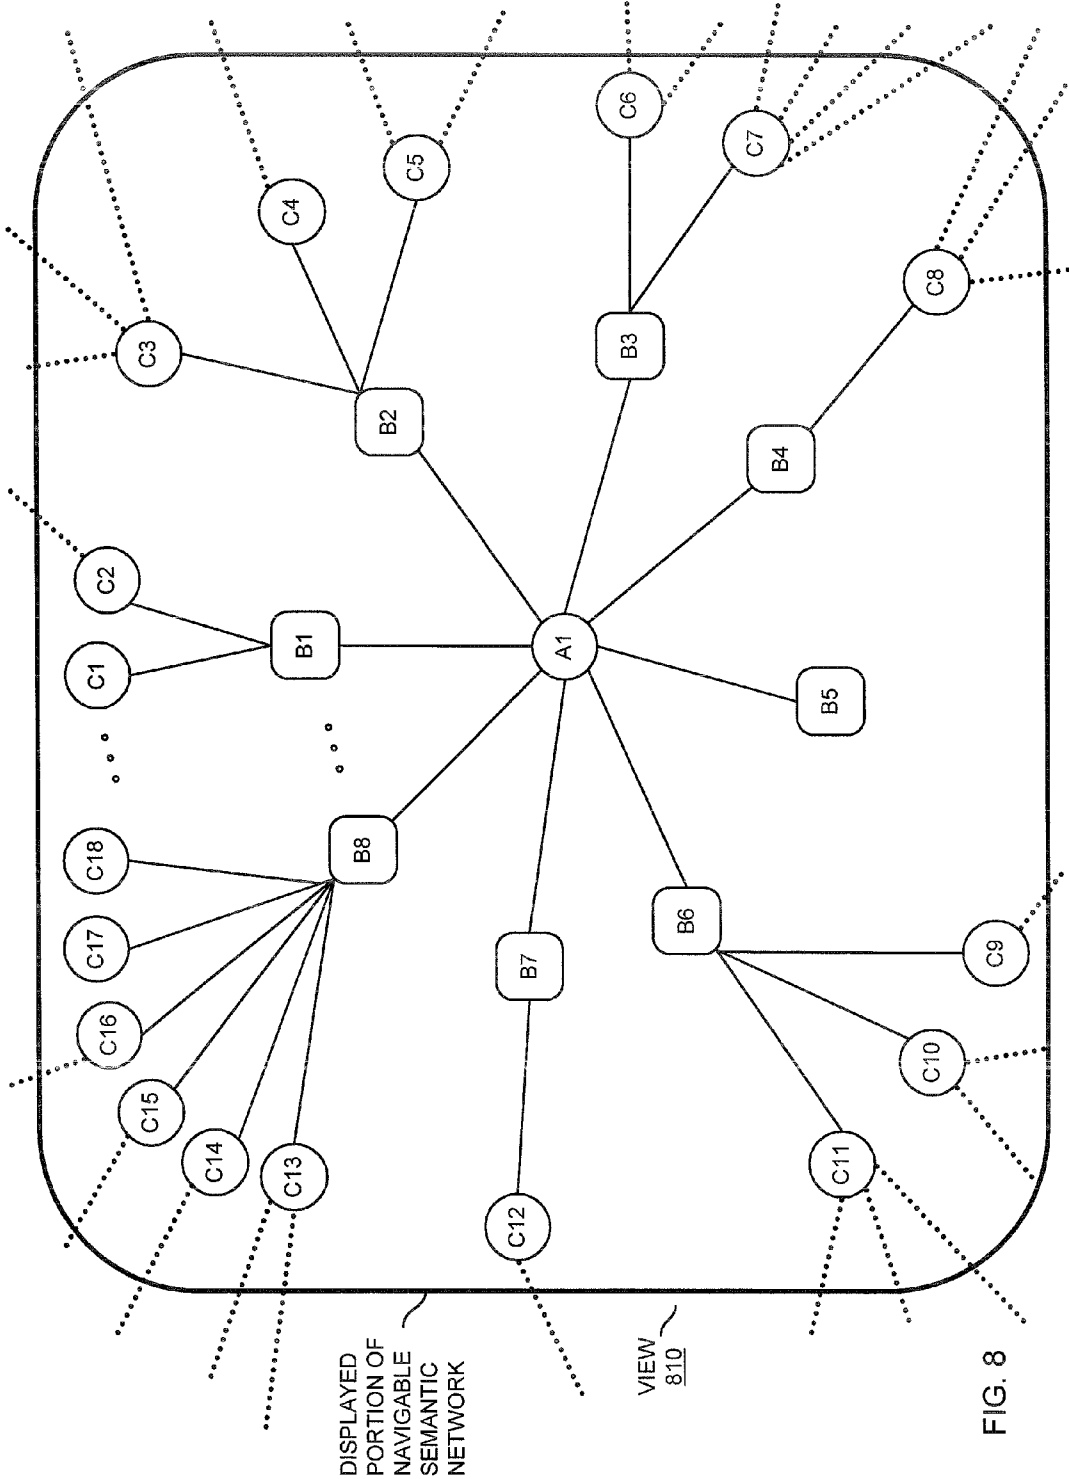 C1
C2
C3
C4
C5
C6
C7
C8
C9
C10
C11
C12
C13
C14
C15
C16
C17
C18
B1
B2
B3
B4
B5
B6
B7
B8
A1
DISPLAYED
PORTION OF
NAVIGABLE
SEMANTIC
NETWORK
VIEW
810
FIG. 8